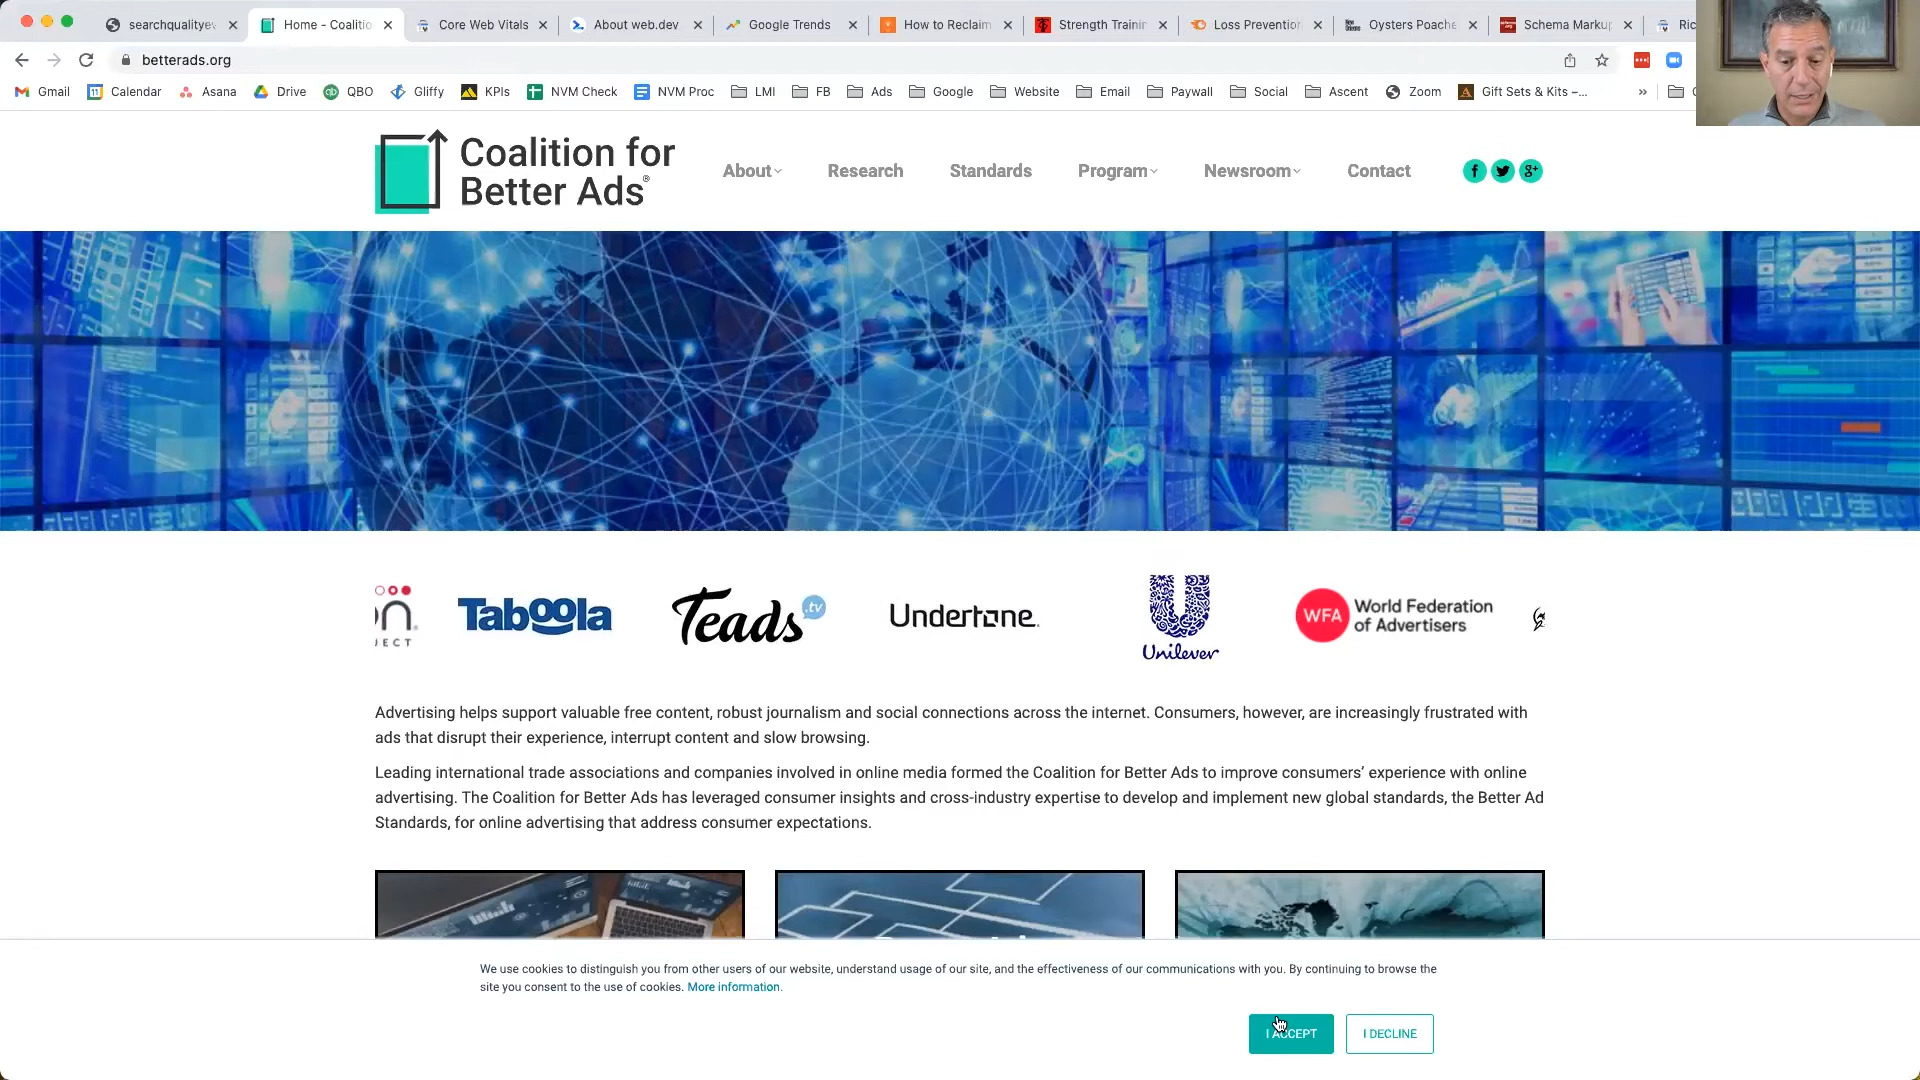 searchqualityev
Home - Coalitio
Core Web Vitals
About web.dev
Google Trends
How to Reclaim
Strength Trainin
Loss Prevention
Oysters Poache
Schema Markup
Ric
betterads.org
Gmail
Calendar
Asana
Drive
QBO
Gliffy
KPIs
NVM Check
NVM Proc
LMI
FB
Ads
Google
Website
Email
Paywall
Social
Ascent
Zoom
Gift Sets & Kits –...
»
Coalition for
Better Ads®
About
Research
Standards
Program
Newsroom
Contact
Taboola
Teads.tv
Undertone.
Unilever
WFA World Federation
of Advertisers
Advertising helps support valuable free content, robust journalism and social connections across the internet. Consumers, however, are increasingly frustrated with
ads that disrupt their experience, interrupt content and slow browsing.
Leading international trade associations and companies involved in online media formed the Coalition for Better Ads to improve consumers’ experience with online
advertising. The Coalition for Better Ads has leveraged consumer insights and cross-industry expertise to develop and implement new global standards, the Better Ad
Standards, for online advertising that address consumer expectations.
We use cookies to distinguish you from other users of our website, understand usage of our site, and the effectiveness of our communications with you. By continuing to browse the
site you consent to the use of cookies. More information.
I ACCEPT
I DECLINE